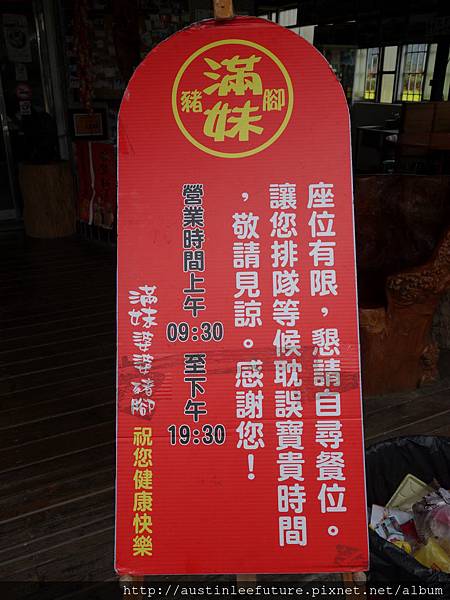 滿妹
豬腳
座位有限,懇請自尋餐位。
讓您排隊等候耽誤寶貴時間
,敬請見諒。感謝您!
營業時間上午
09:30 至下午
19:30
滿妹婆婆豬腳 祝您健康快樂
http://austinleefuture.pixnet.net/album